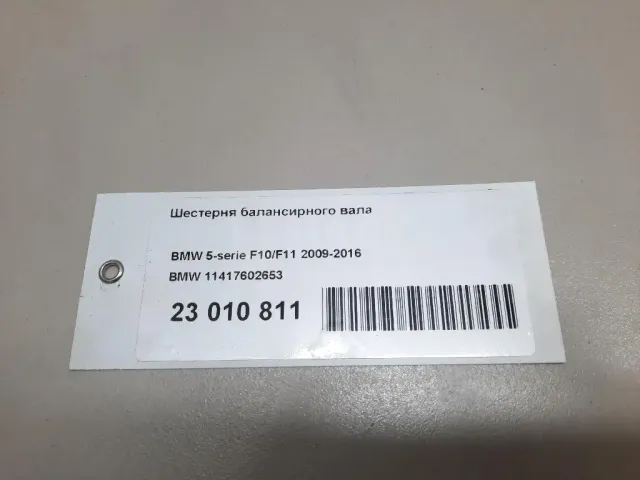 Шестерня балансирного вала
BMW 5-serie F10/F11 2009-2016
BMW 11417602653
23 010 811